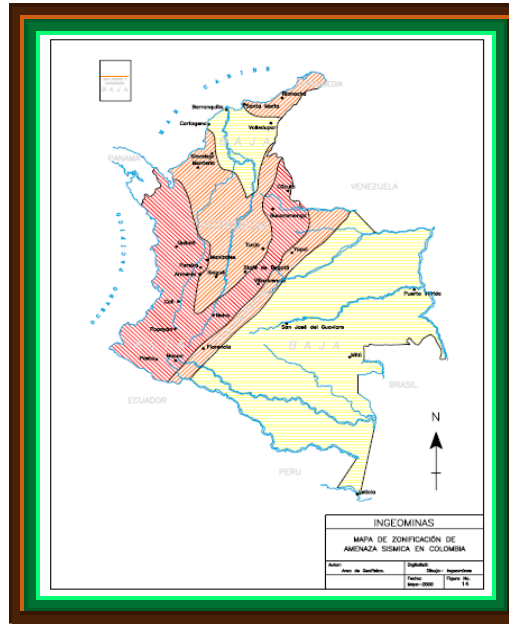 BAJA
MAR CARIBE
Riohacha
Santa Marta
Barranquilla
Cartagena
Valledupar
BAJA
PANAMA
Sincelejo
Montería
Cúcuta
VENEZUELA
Bucaramanga
OCEANO PACIFICO
Quibdó
Tunja
Yopal
Manizales
Pereira
Santa Fe de Bogotá
Armenia
Ibagué
Villavicencio
Puerto Inírida
Cali
Neiva
San José del Guaviare
Popayán
BAJA
Florencia
Mitú
Pasto
Mocoa
BRASIL
ECUADOR
N
PERU
Leticia
INGEOMINAS
MAPA DE ZONIFICACIÓN DE
AMENAZA SISMICA EN COLOMBIA
Autor:
Area de Geofísica.
Digitalizó:
Dibujo- Ingeominas
Fecha:
Mayo-2000
Figura No.
14